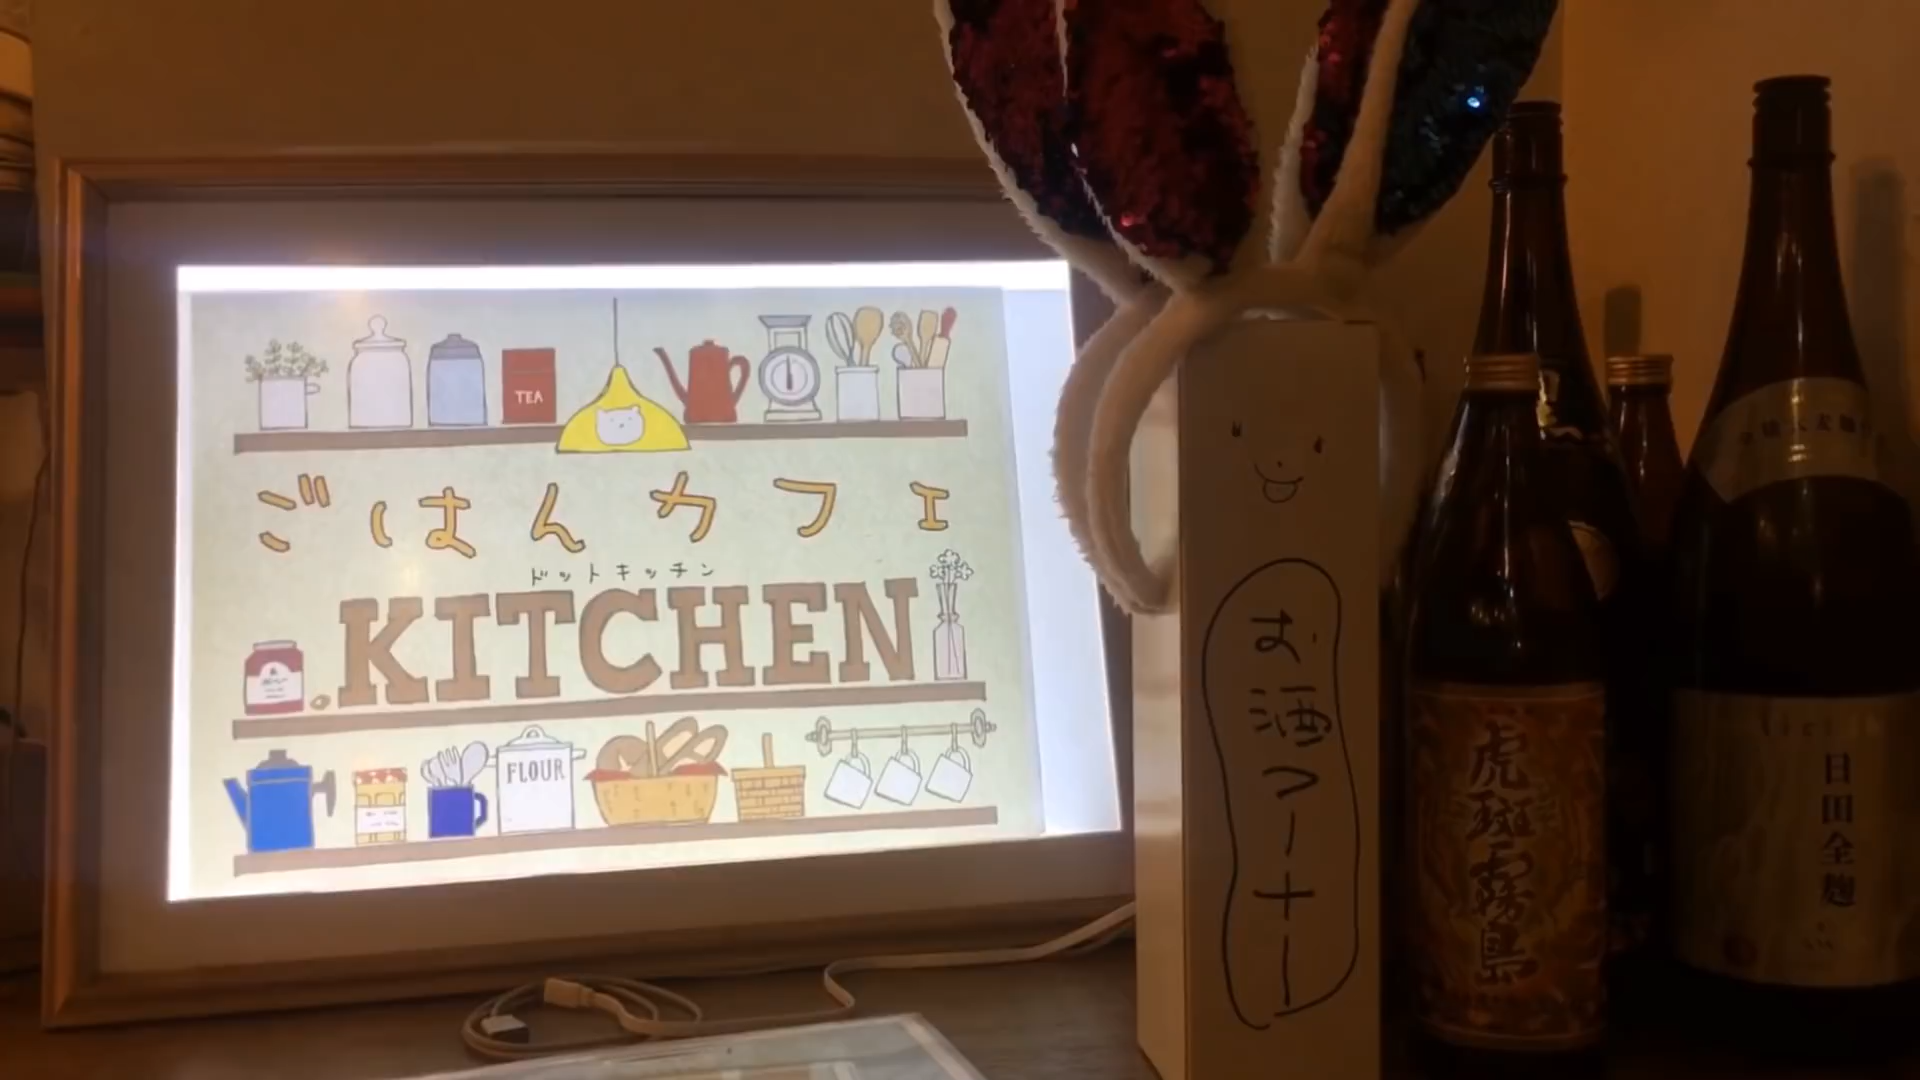 TEA
ごはんカフェ
ドットキッチン
.KITCHEN
FLOUR
お酒コーナー
虎斑霧島
日田全麹